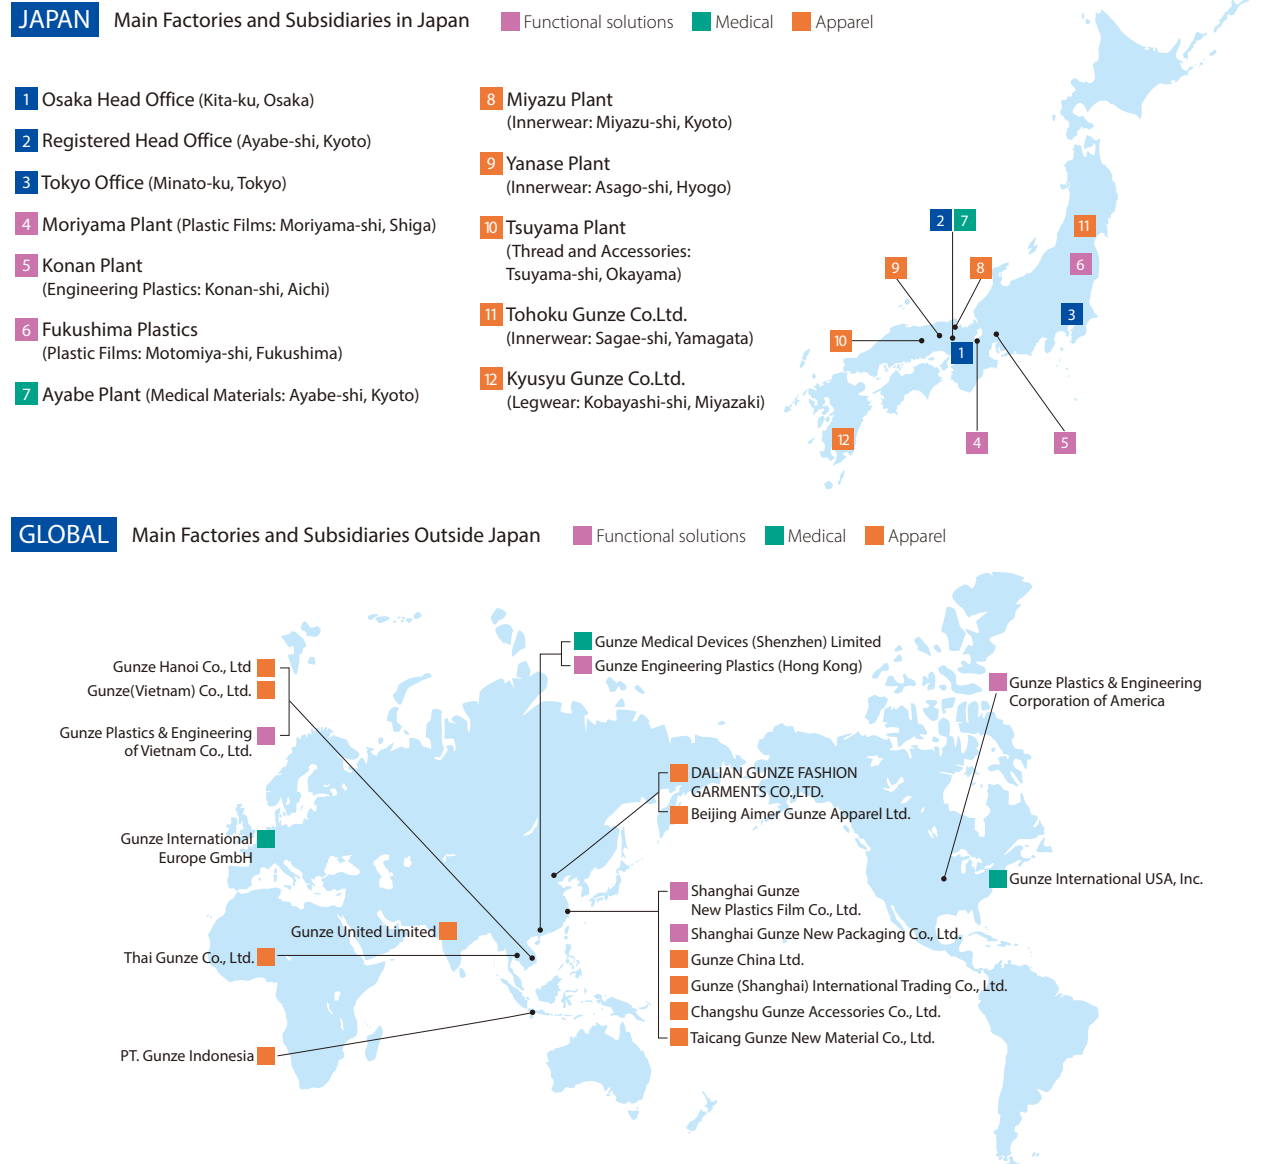 JAPAN Main Factories and Subsidiaries in Japan Functional solutions Medical Apparel
1 Osaka Head Office (Kita-ku, Osaka)
2 Registered Head Office (Ayabe-shi, Kyoto)
3 Tokyo Office (Minato-ku, Tokyo)
4 Moriyama Plant (Plastic Films: Moriyama-shi, Shiga)
5 Konan Plant
(Engineering Plastics: Konan-shi, Aichi)
6 Fukushima Plastics
(Plastic Films: Motomiya-shi, Fukushima)
7 Ayabe Plant (Medical Materials: Ayabe-shi, Kyoto)
8 Miyazu Plant
(Innerwear: Miyazu-shi, Kyoto)
9 Yanase Plant
(Innerwear: Asago-shi, Hyogo)
10 Tsuyama Plant
(Thread and Accessories:
Tsuyama-shi, Okayama)
11 Tohoku Gunze Co.Ltd.
(Innerwear: Sagae-shi, Yamagata)
12 Kyusyu Gunze Co.Ltd.
(Legwear: Kobayashi-shi, Miyazaki)
2 7
11
9
8
6
3
10
1
12
4
5
GLOBAL Main Factories and Subsidiaries Outside Japan Functional solutions Medical Apparel
Gunze Hanoi Co., Ltd
Gunze(Vietnam) Co., Ltd.
Gunze Plastics & Engineering
of Vietnam Co., Ltd.
Gunze International
Europe GmbH
Gunze United Limited
Thai Gunze Co., Ltd.
PT. Gunze Indonesia
Gunze Medical Devices (Shenzhen) Limited
Gunze Engineering Plastics (Hong Kong)
DALIAN GUNZE FASHION
GARMENTS CO.,LTD.
Beijing Aimer Gunze Apparel Ltd.
Shanghai Gunze
New Plastics Film Co., Ltd.
Shanghai Gunze New Packaging Co., Ltd.
Gunze China Ltd.
Gunze (Shanghai) International Trading Co., Ltd.
Changshu Gunze Accessories Co., Ltd.
Taicang Gunze New Material Co., Ltd.
Gunze Plastics & Engineering
Corporation of America
Gunze International USA, Inc.